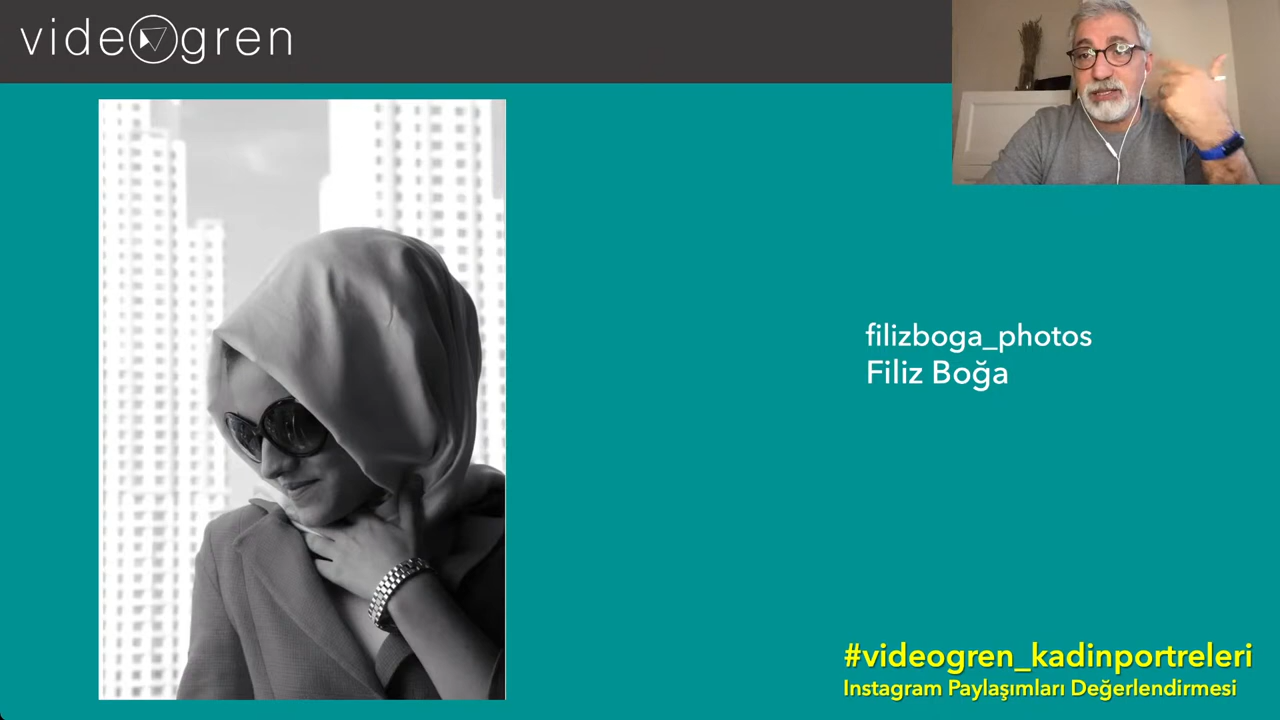 videogren
filizboga_photos
Filiz Boğa
#videogren_kadinportreleri
Instagram Paylaşımları Değerlendirmesi